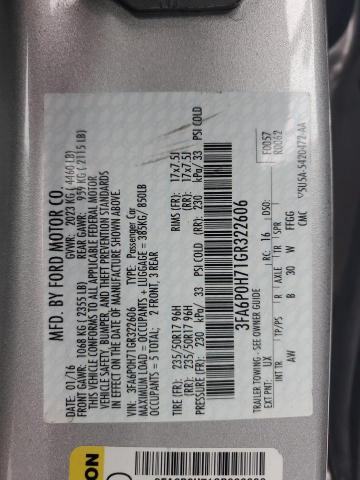 MFD. BY FORD MOTOR CO.
DATE: 01/16 GVWR: 2023 KG ( 4460 LB)
FRONT GAWR: 1068 KG ( 2355 LB) 959 KG ( 2115 LB)
THIS VEHICLE CONFORMS TO ALL APPLICABLE FEDERAL MOTOR
VEHICLE SAFETY, BUMPER, AND THEFT PREVENTION STANDARDS
IN EFFECT ON THE DATE OF MANUFACTURE SHOWN ABOVE.
VIN: 3FA6P0H71GR322606 TYPE: Passenger Car
MAXIMUM LOAD = OCCUPANTS + LUGGAGE = 385KG/ 850LB
OCCUPANTS = 5 TOTAL: 2 FRONT, 3 REAR
TIRE (FR): 235/50R17 96H RIMS (FR): 17x7.5J
TIRE (RR): 235/50R17 96H (RR): 17x7.5J
PRESSURE (FR): 230 kPa/ 33 PSI COLD
(RR): 230 kPa/ 33 PSI COLD
3FA6P0H71GR322606
F0057
R0062
TRAILER TOWING - SEE OWNER GUIDE
EXT PNT: UX RC: 16 DSO:
INT TR TP/PS R AXLE TR SPR
AW B 30 W FFGG
CMC